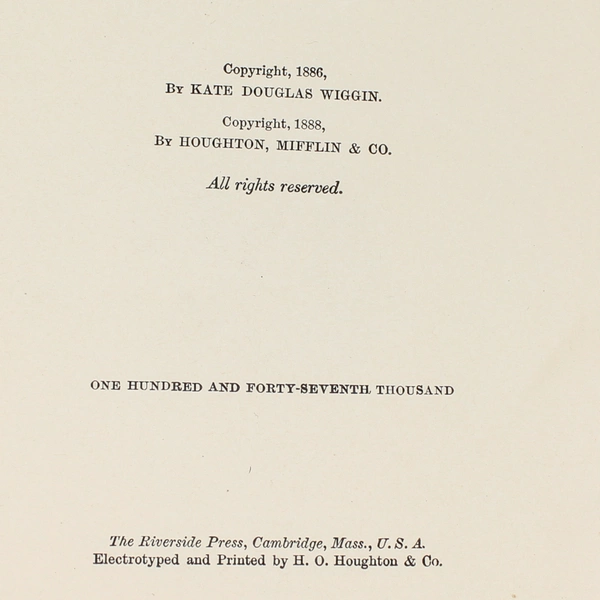 Copyright, 1886,
By KATE DOUGLAS WIGGIN.
Copyright, 1888,
By HOUGHTON, MIFFLIN & CO.
All rights reserved.
ONE HUNDRED AND FORTY-SEVENTH THOUSAND
The Riverside Press, Cambridge, Mass., U. S. A.
Electrotyped and Printed by H. O. Houghton & Co.